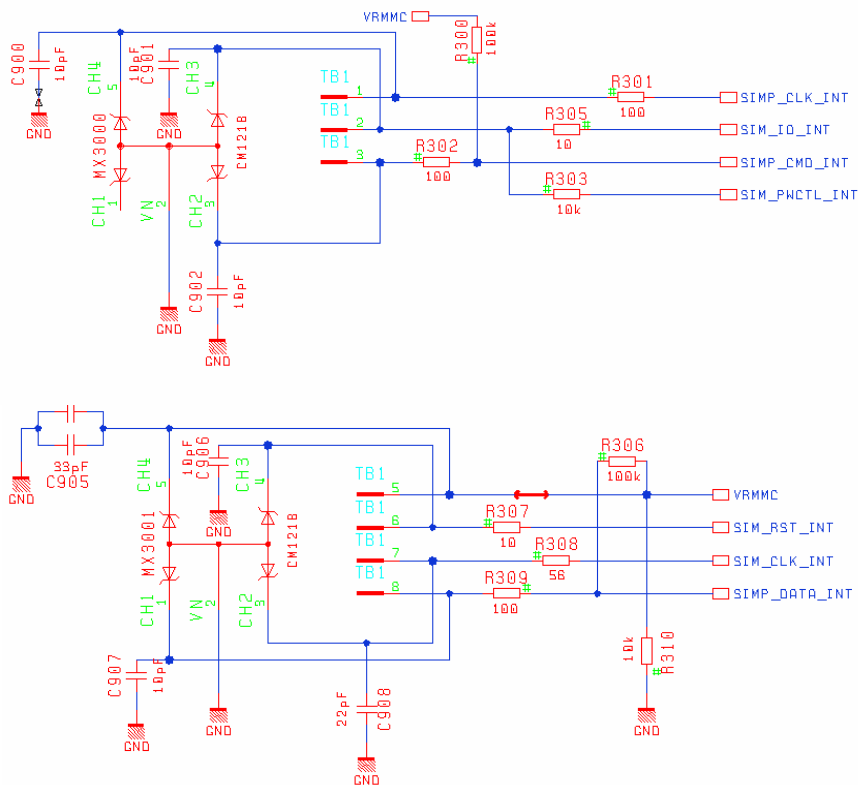 VRMMC
R300
100k
C900
10pF
CH4
5
10pF
C901
CH3
4
TB1
1
R301
100
SIMP_CLK_INT
TB1
2
R305
10
SIM_IO_INT
TB1
3
R302
100
SIMP_CMD_INT
R303
10k
SIM_PWCTL_INT
GND
GND
MX3000
CM121B
CH1
1
VN
2
CH2
3
C902
10pF
GND
GND
33pF
C905
GND
CH4
5
10pF
C906
CH3
4
GND
R306
100k
TB1
5
VRMMC
TB1
6
R307
10
SIM_RST_INT
TB1
7
R308
56
SIM_CLK_INT
TB1
8
R309
100
SIMP_DATA_INT
MX3001
CM121B
CH1
1
VN
2
CH2
3
10k
R310
C907
10pF
22pF
C908
GND
GND
GND
GND